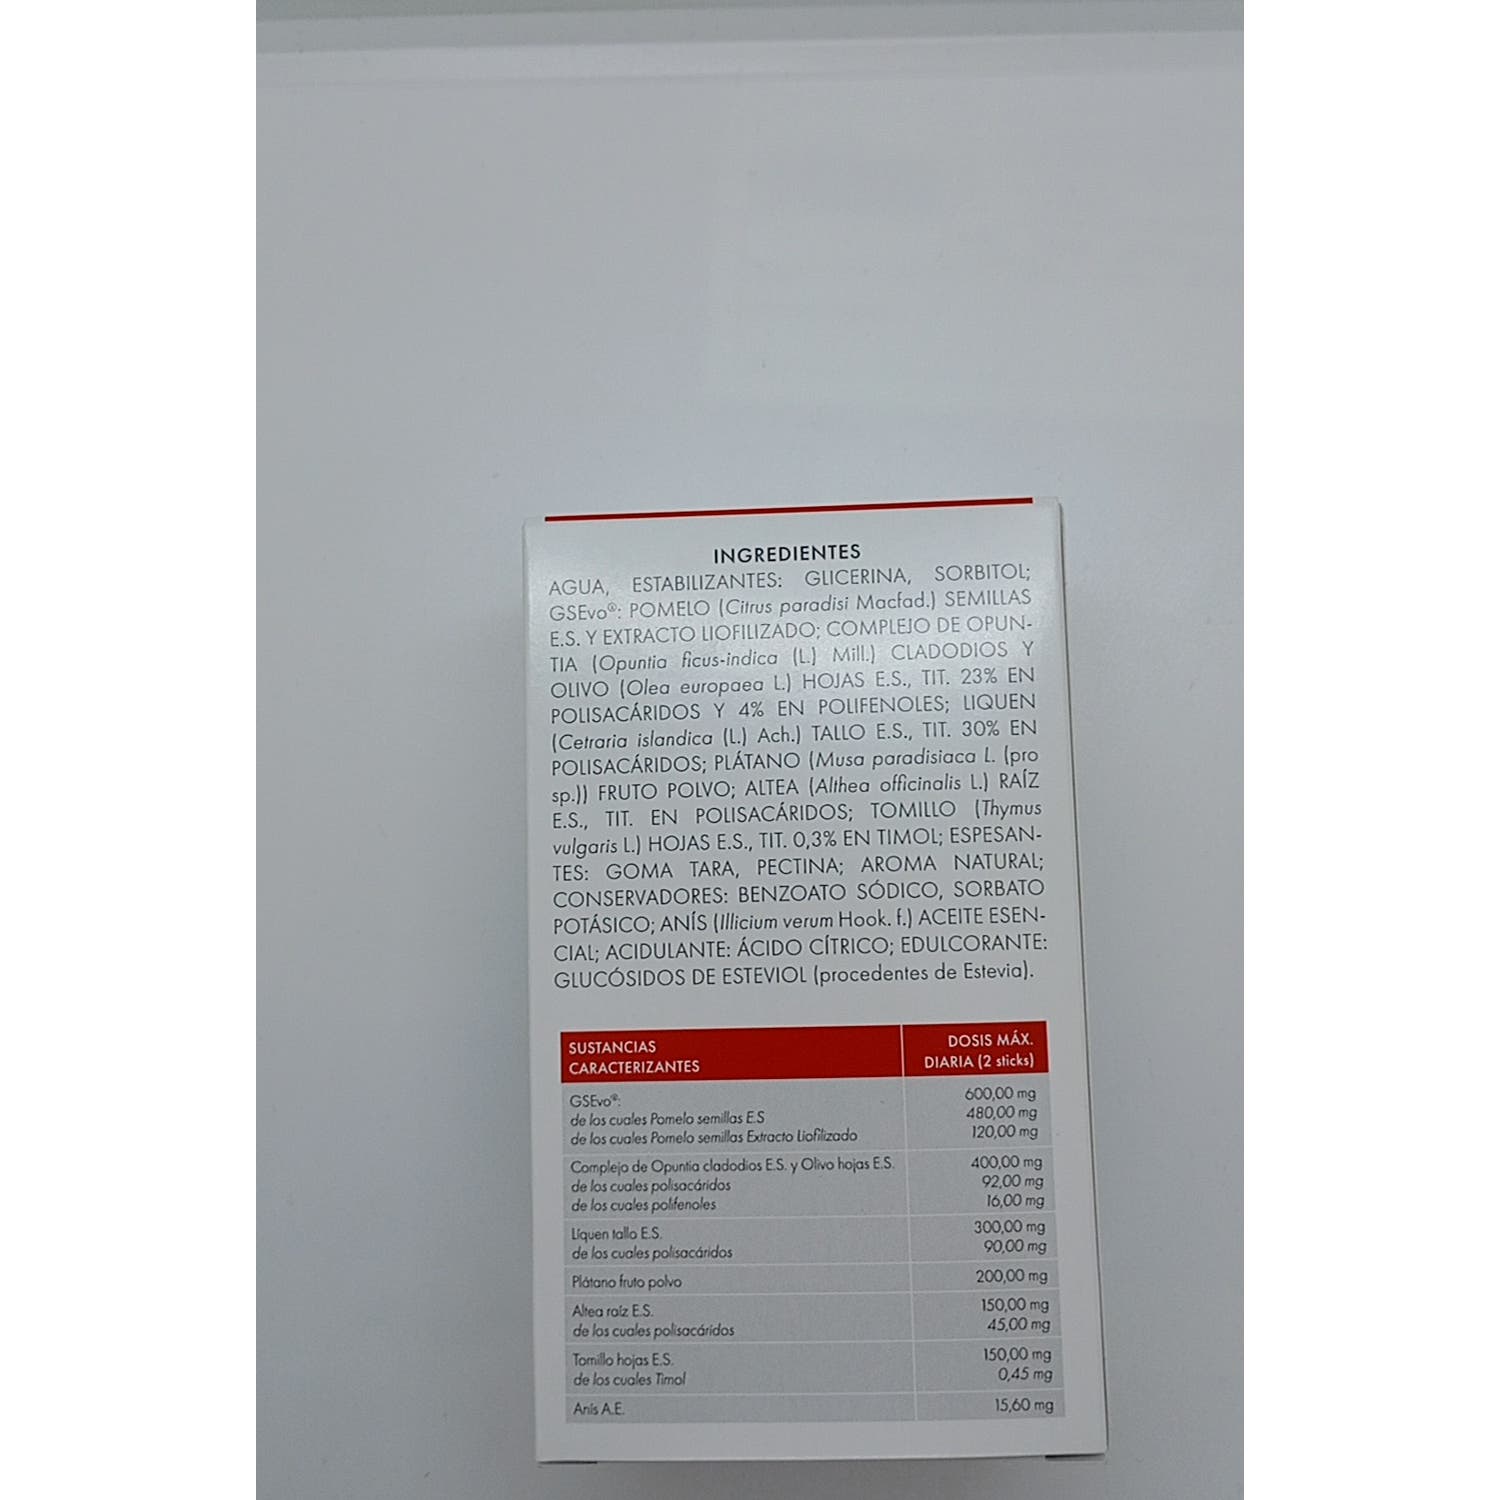 INGREDIENTES
AGUA, ESTABILIZANTES: GLICERINA, SORBITOL;
GSEvo®: POMELO (Citrus paradisi Macfad.) SEMILLAS
E.S. Y EXTRACTO LIOFILIZADO; COMPLEJO DE OPUN-
TIA (Opuntia ficus-indica (L.) Mill.) CLADODIOS Y
OLIVO (Olea europaea L.) HOJAS E.S., TIT. 23% EN
POLISACÁRIDOS Y 4% EN POLIFENOLES; LIQUEN
(Cetraria islandica (L.) Ach.) TALLO E.S., TIT. 30% EN
POLISACÁRIDOS; PLÁTANO (Musa paradisiaca L. (pro
sp.)) FRUTO POLVO; ALTEA (Althea officinalis L.) RAÍZ
E.S., TIT. EN POLISACÁRIDOS; TOMILLO (Thymus
vulgaris L.) HOJAS E.S., TIT. 0,3% EN TIMOL; ESPESAN-
TES: GOMA TARA, PECTINA; AROMA NATURAL;
CONSERVADORES: BENZOATO SÓDICO, SORBATO
POTÁSICO; ANÍS (Illicium verum Hook. f.) ACEITE ESEN-
CIAL; ACIDULANTE: ÁCIDO CÍTRICO; EDULCORANTE:
GLUCÓSIDOS DE ESTEVIOL (procedentes de Estevia).
SUSTANCIAS
CARACTERIZANTES
DOSIS MÁX.
DIARIA (2 sticks)
GSEvo®: 600,00 mg
de los cuales Pomelo semillas E.S 480,00 mg
de los cuales Pomelo semillas Extracto Liofilizado 120,00 mg
Complejo de Opuntia cladodios E.S. y Olivo hojas E.S. 400,00 mg
de los cuales polisacáridos 92,00 mg
de los cuales polifenoles 16,00 mg
Líquen tallo E.S. 300,00 mg
de los cuales polisacáridos 90,00 mg
Plátano fruto polvo 200,00 mg
Altea raíz E.S. 150,00 mg
de los cuales polisacáridos 45,00 mg
Tomillo hojas E.S. 150,00 mg
de los cuales Timol 0,45 mg
Anís A.E. 15,60 mg